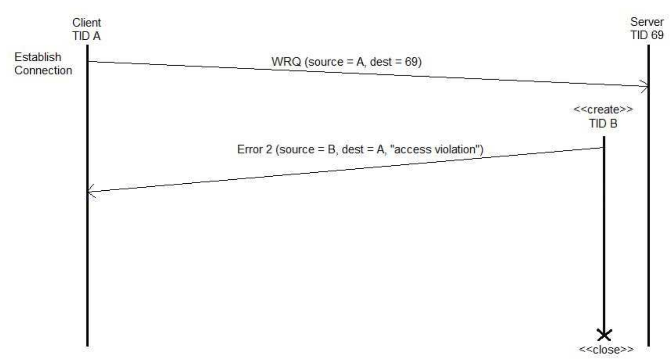 Client
TID A
Server
TID 69
Establish
Connection
WRQ (source = A, dest = 69)
<<create>>
TID B
Error 2 (source = B, dest = A, "access violation")
<<close>>